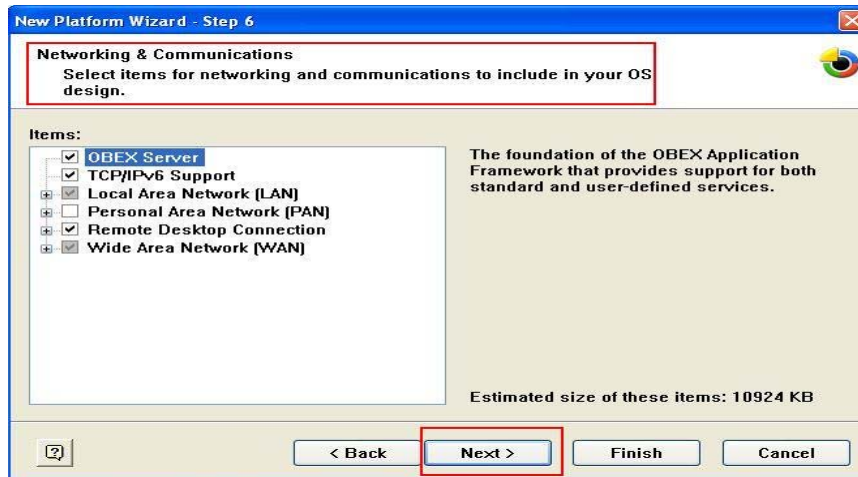 New Platform Wizard - Step 6
Networking & Communications
Select items for networking and communications to include in your OS
design.
Items:
OBEX Server
TCP/IPv6 Support
Local Area Network (LAN)
Personal Area Network (PAN)
Remote Desktop Connection
Wide Area Network (WAN)
The foundation of the OBEX Application
Framework that provides support for both
standard and user-defined services.
Estimated size of these items: 10924 KB
< Back
Next >
Finish
Cancel